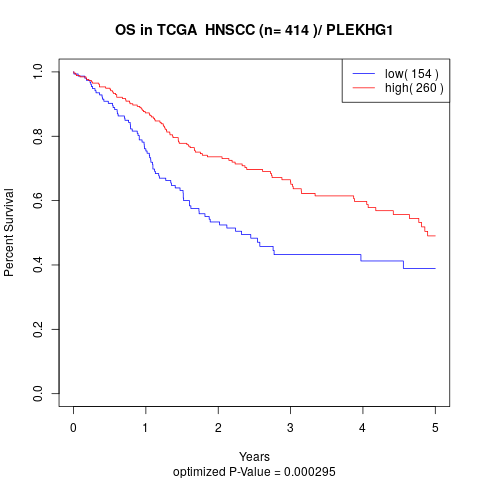 OS in TCGA  HNSCC (n= 414 )/ PLEKHG1
low( 154 )
high( 260 )
Percent Survival
1.0
0.8
0.6
0.4
0.2
0.0
0 1 2 3 4 5
Years
optimized P-Value = 0.000295